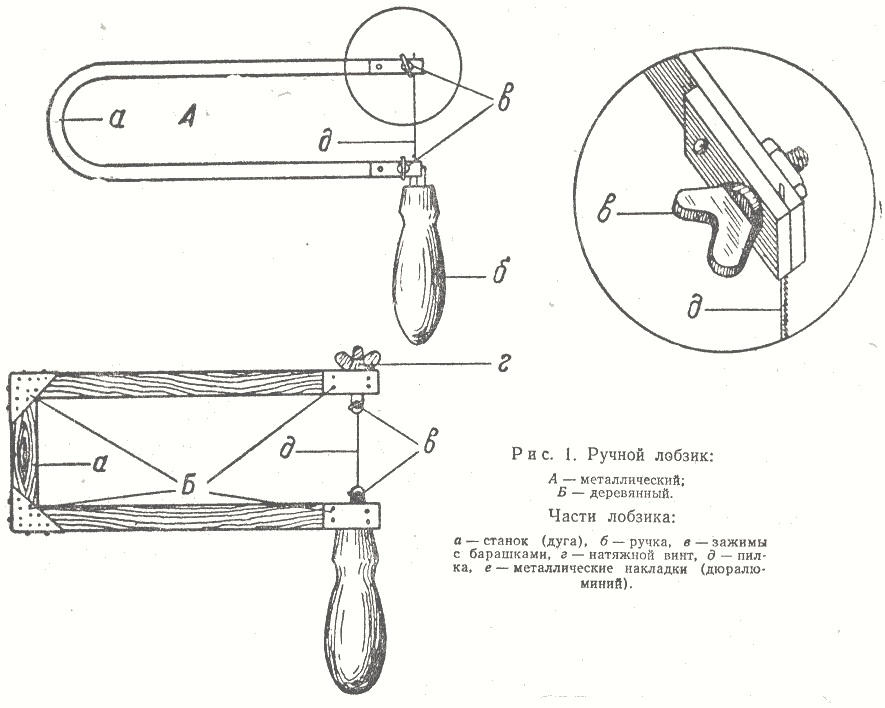 а
А
в
д
б
в
д
г
в
д
а
Б
Рис. 1. Ручной лобзик:
А — металлический;
Б — деревянный.
Части лобзика:
а — станок (дуга), б — ручка, в — зажимы
с барашками, г — натяжной винт, д — пил-
ка, е — металлические накладки (дюралю-
миний).